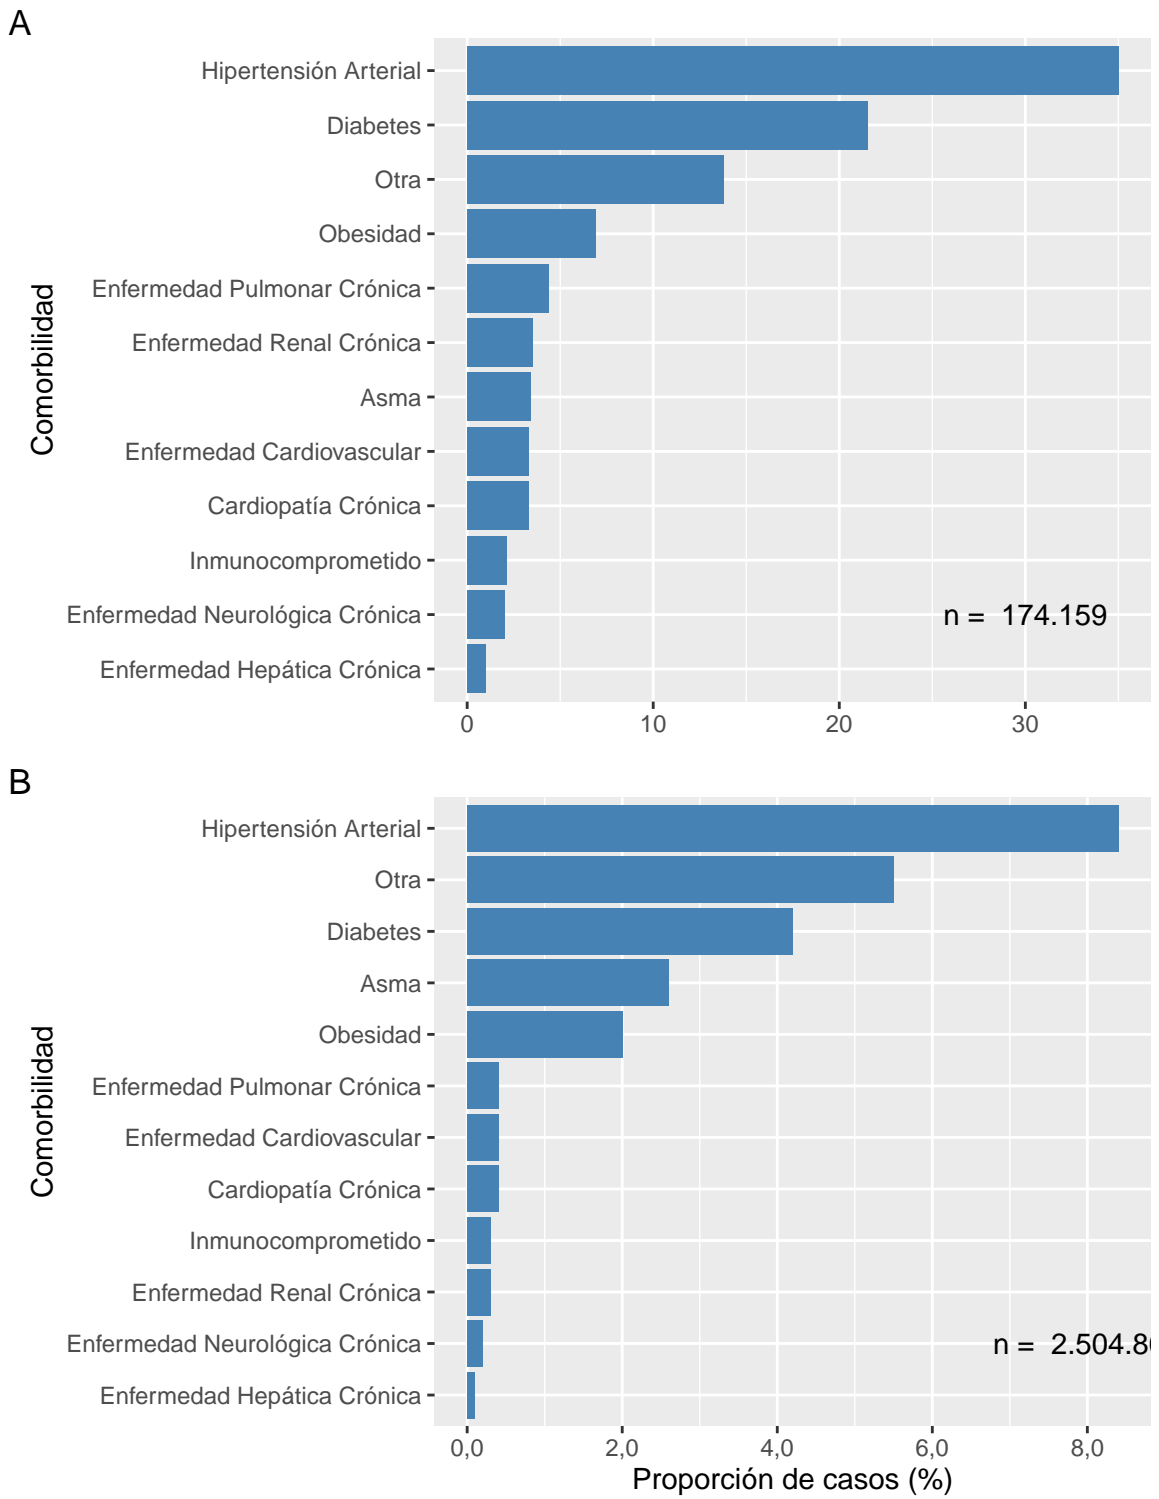 A
Hipertensión Arterial
Diabetes
Otra
Obesidad
Enfermedad Pulmonar Crónica
Enfermedad Renal Crónica
Asma
Enfermedad Cardiovascular
Cardiopatía Crónica
Inmunocomprometido
Enfermedad Neurológica Crónica
Enfermedad Hepática Crónica
Comorbilidad
n = 174.159
0 10 20 30
B
Hipertensión Arterial
Otra
Diabetes
Asma
Obesidad
Enfermedad Pulmonar Crónica
Enfermedad Cardiovascular
Cardiopatía Crónica
Inmunocomprometido
Enfermedad Renal Crónica
Enfermedad Neurológica Crónica
Enfermedad Hepática Crónica
Comorbilidad
n =
0,0 2,0 4,0 6,0 8,0
Proporción de casos (%)